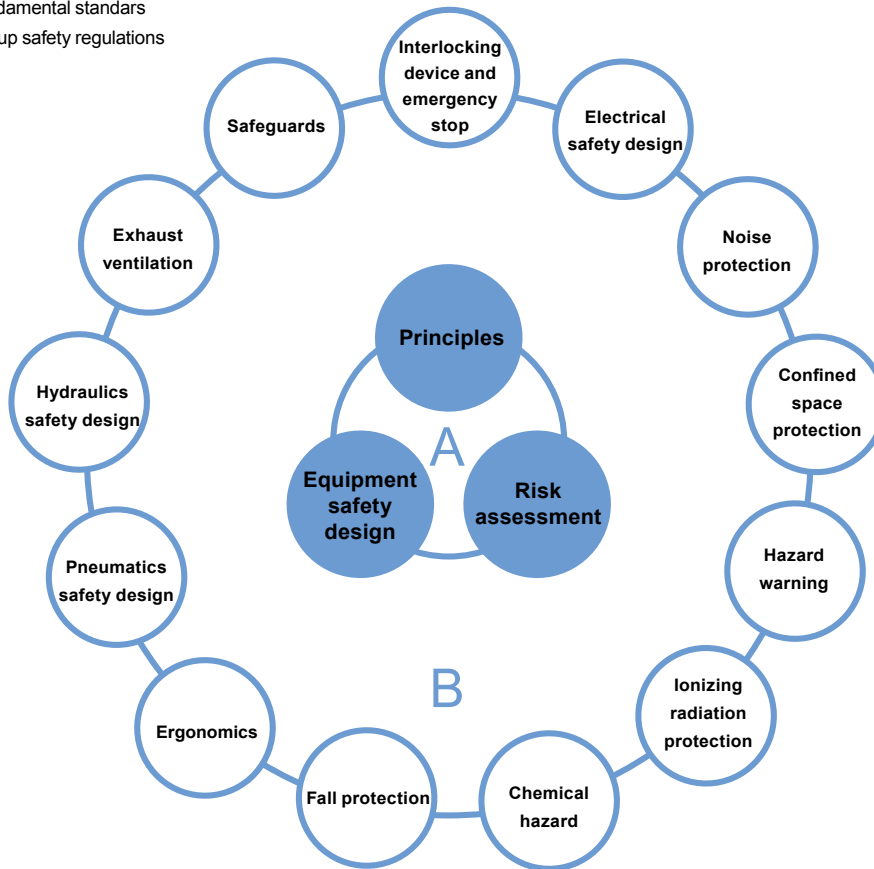 damental standars
up safety regulations
Interlocking
device and
emergency
stop
Safeguards
Electrical
safety design
Exhaust
ventilation
Noise
protection
Principles
Hydraulics
safety design
Confined
space
protection
A
Equipment
safety
design
Risk
assessment
Pneumatics
safety design
Hazard
warning
B
Ionizing
radiation
protection
Ergonomics
Fall protection
Chemical
hazard